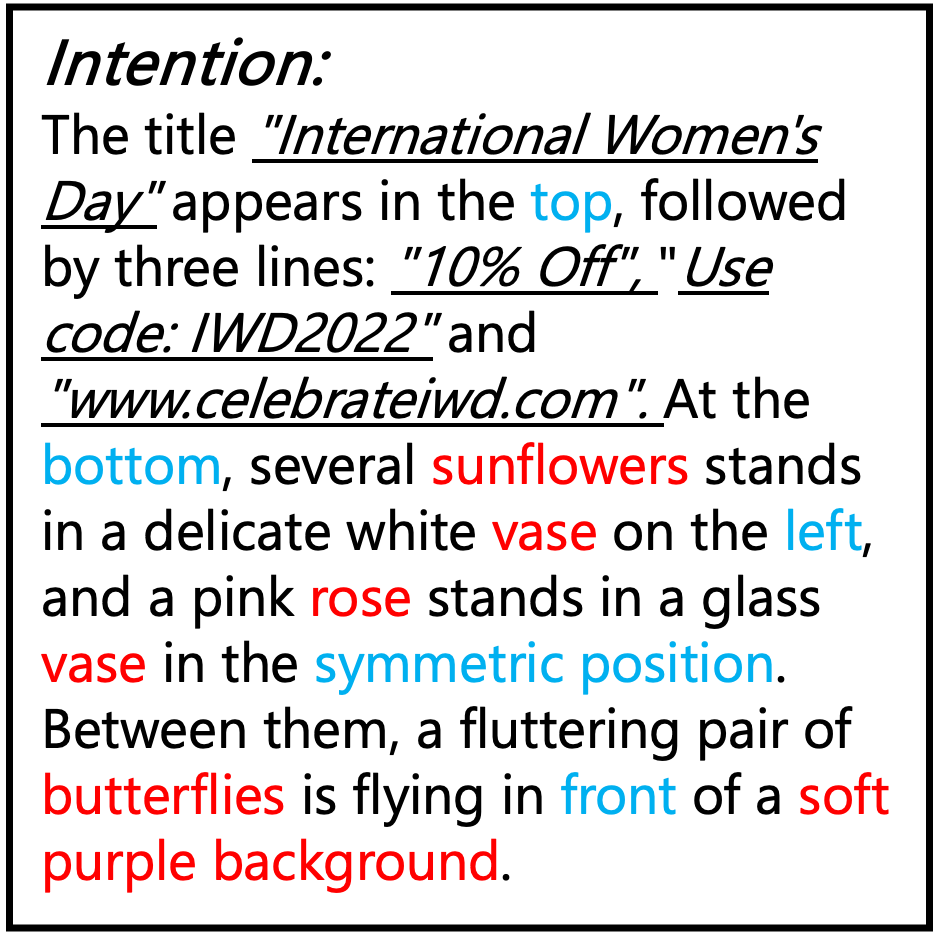 Intention:
The title "International Women's
Day" appears in the top, followed
by three lines: "10% Off", "Use
code: IWD2022" and
"www.celebrateiwd.com". At the
bottom, several sunflowers stands
in a delicate white vase on the left,
and a pink rose stands in a glass
vase in the symmetric position.
Between them, a fluttering pair of
butterflies is flying in front of a soft
purple background.